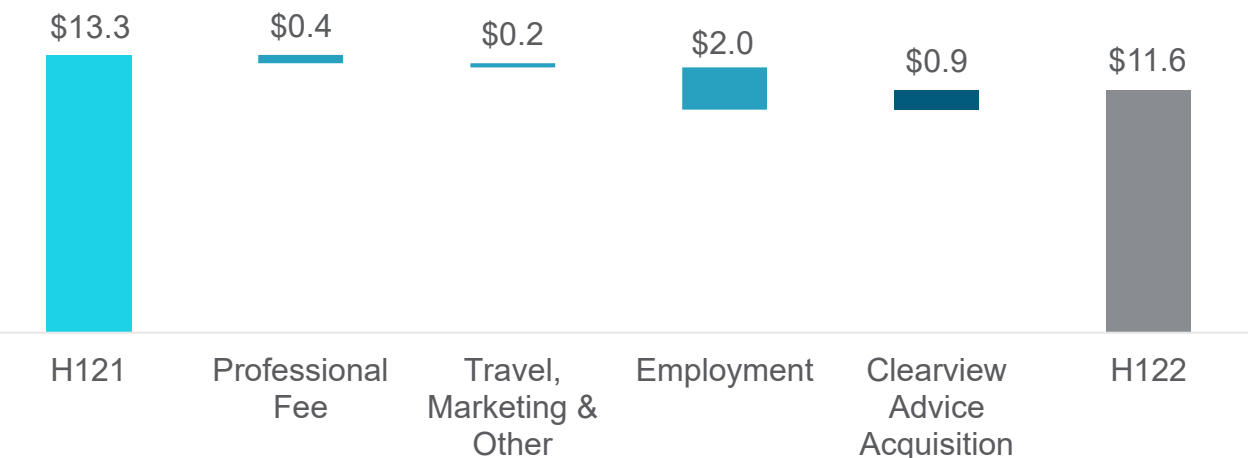 $13.3
$0.4
$0.2
$2.0
$0.9
$11.6
H121
Professional
Fee
Travel,
Marketing &
Other
Employment
Clearview
Advice
Acquisition
H122